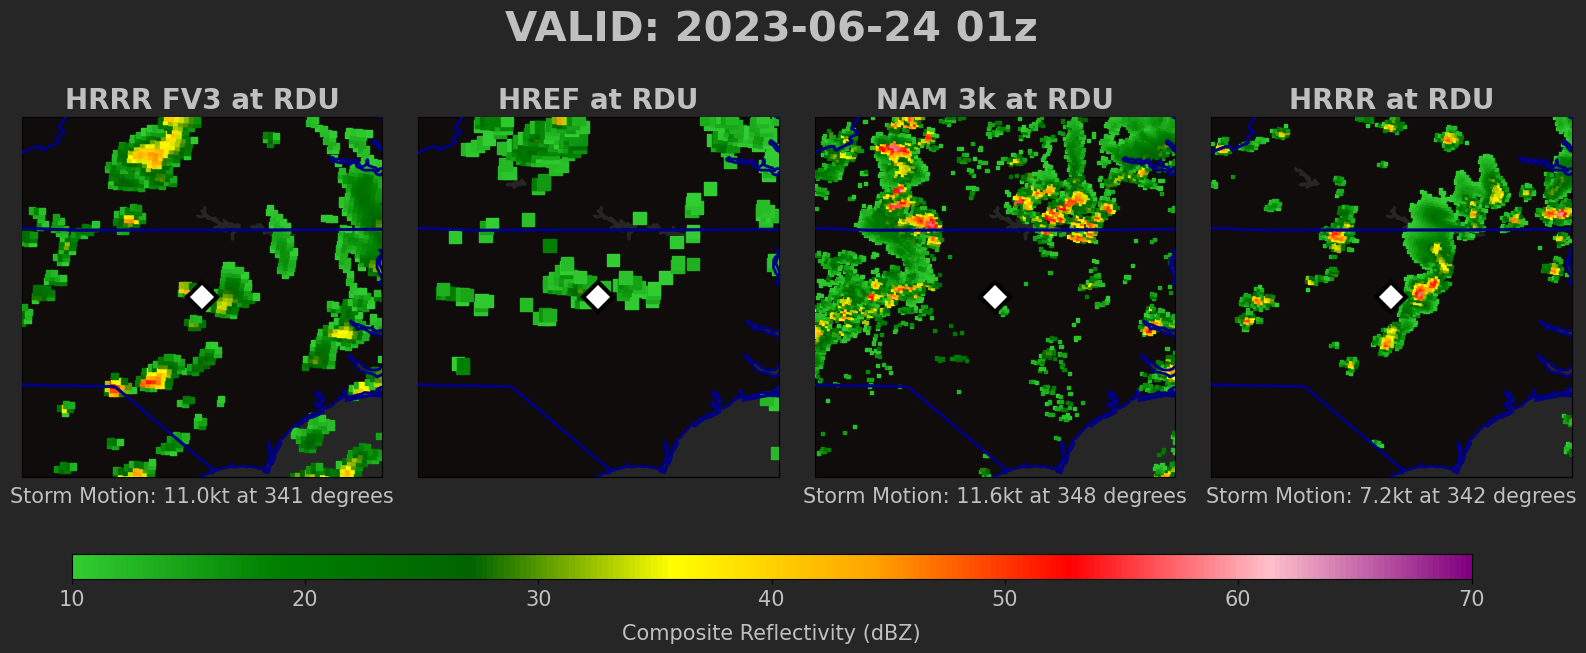 VALID: 2023-06-24 01z
HRRR FV3 at RDU
HREF at RDU
NAM 3k at RDU
HRRR at RDU
Storm Motion: 11.0kt at 341 degrees
Storm Motion: 11.6kt at 348 degrees
Storm Motion: 7.2kt at 342 degrees
10 20 30 40 50 60 70
Composite Reflectivity (dBZ)